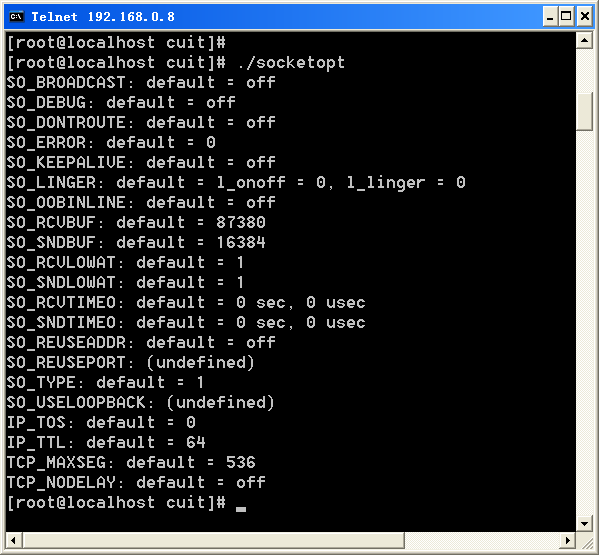 Telnet 192.168.0.8
[root@localhost cuit]#
[root@localhost cuit]# ./socketopt
SO_BROADCAST: default = off
SO_DEBUG: default = off
SO_DONTROUTE: default = off
SO_ERROR: default = 0
SO_KEEPALIVE: default = off
SO_LINGER: default = l_onoff = 0, l_linger = 0
SO_OOBINLINE: default = off
SO_RCVBUF: default = 87380
SO_SNDBUF: default = 16384
SO_RCVLOWAT: default = 1
SO_SNDLOWAT: default = 1
SO_RCVTIMEO: default = 0 sec, 0 usec
SO_SNDTIMEO: default = 0 sec, 0 usec
SO_REUSEADDR: default = off
SO_REUSEPORT: (undefined)
SO_TYPE: default = 1
SO_USELOOPBACK: (undefined)
IP_TOS: default = 0
IP_TTL: default = 64
TCP_MAXSEG: default = 536
TCP_NODELAY: default = off
[root@localhost cuit]#